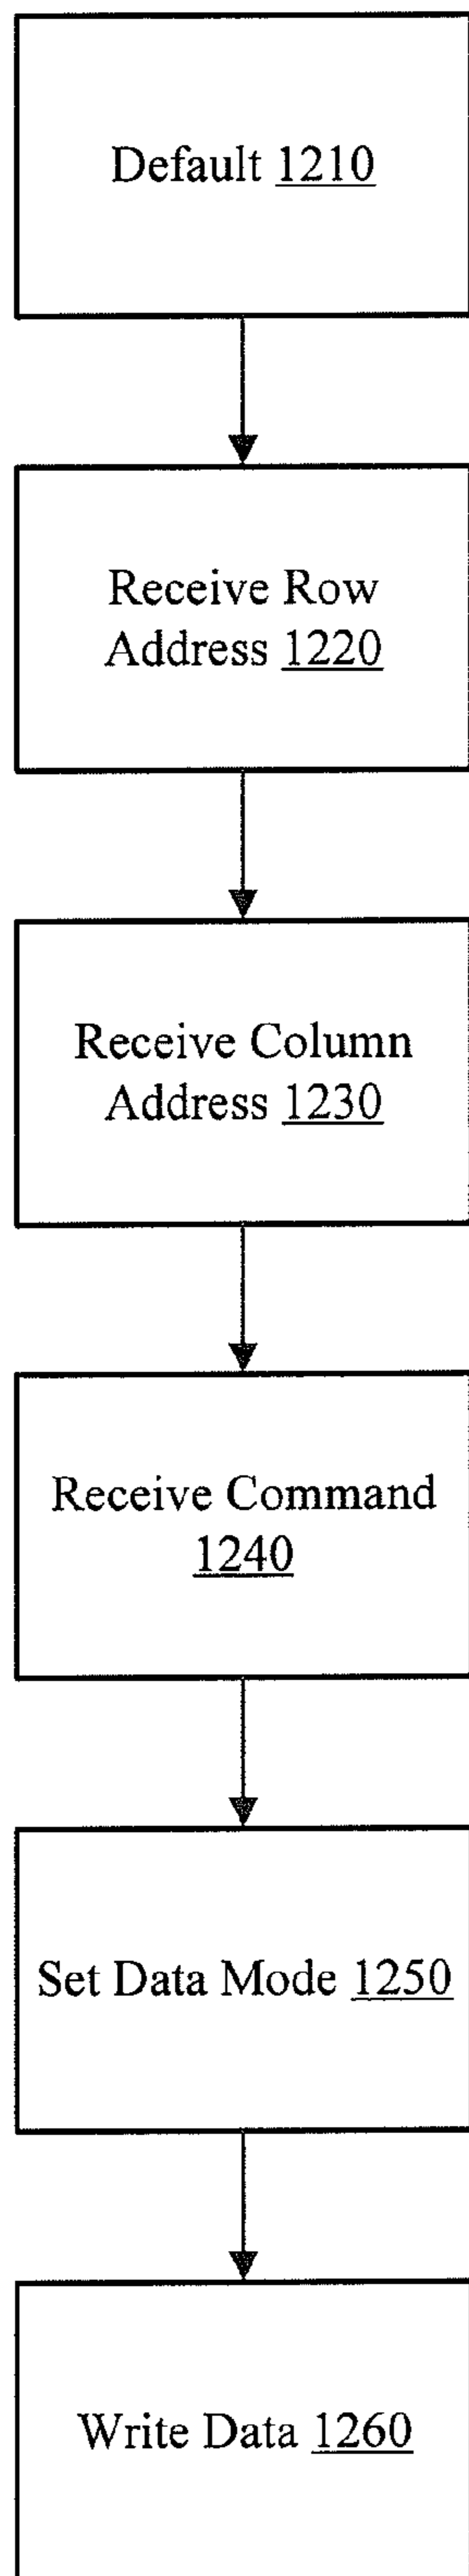 Default 1210
Receive Row
Address 1220
Receive Column
Address 1230
Receive Command
1240
Set Data Mode 1250
Write Data 1260